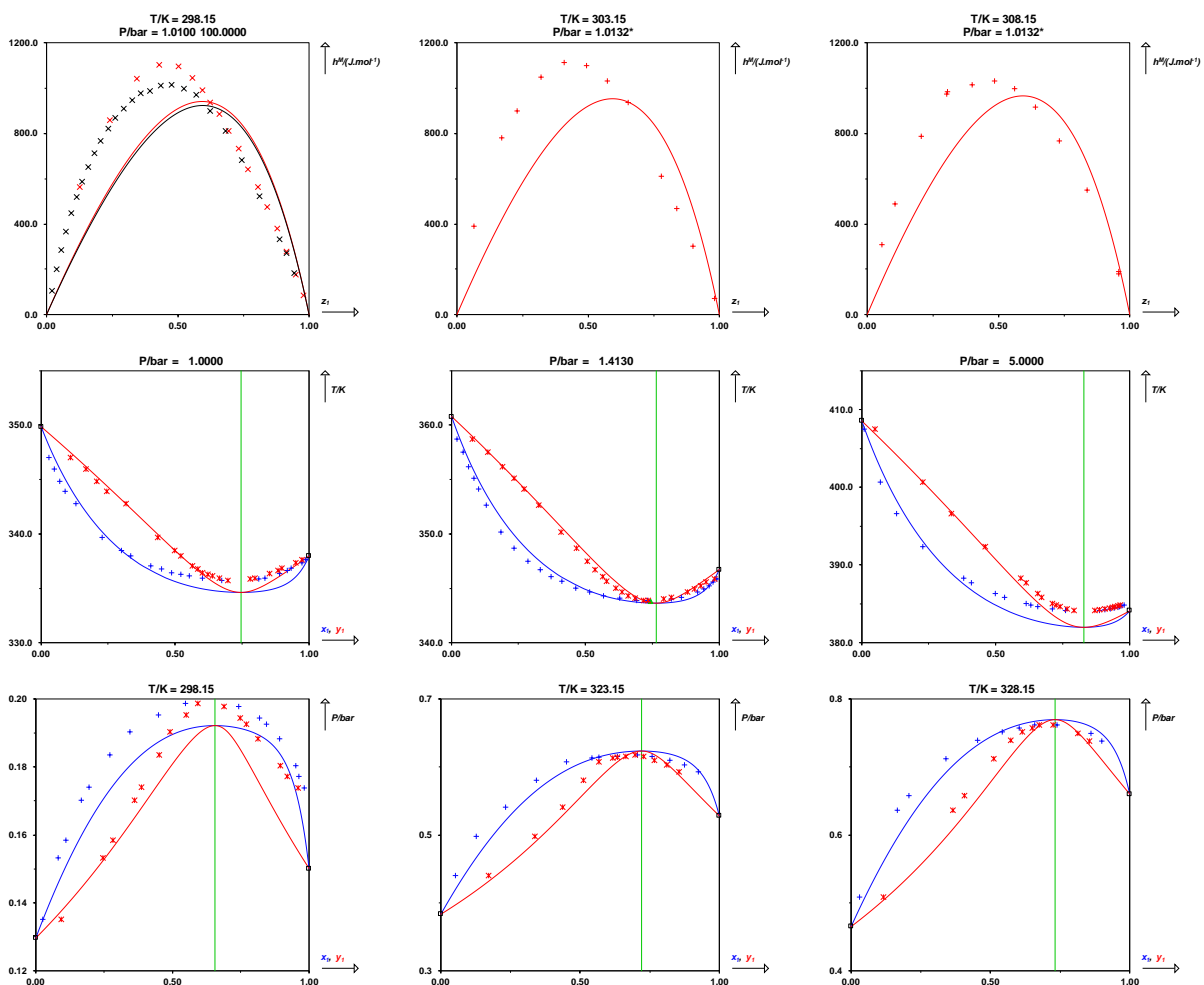 T/K = 298.15
P/bar = 1.0100 100.0000
1200.0
800.0
400.0
0.0
0.00
0.50
1.00
hᴹ/(J.mol-¹)
z₁
T/K = 303.15
P/bar = 1.0132*
1200.0
800.0
400.0
0.0
0.00
0.50
1.00
hᴹ/(J.mol-¹)
z₁
T/K = 308.15
P/bar = 1.0132*
1200.0
800.0
400.0
0.0
0.00
0.50
1.00
hᴹ/(J.mol-¹)
z₁
P/bar = 1.0000
350.0
340.0
330.0
0.00
0.50
1.00
T/K
x₁, y₁
P/bar = 1.4130
360.0
350.0
340.0
0.00
0.50
1.00
T/K
x₁, y₁
P/bar = 5.0000
410.0
400.0
390.0
380.0
0.00
0.50
1.00
T/K
x₁, y₁
T/K = 298.15
0.20
0.18
0.16
0.14
0.12
0.00
0.50
1.00
P/bar
x₁, y₁
T/K = 323.15
0.7
0.5
0.3
0.00
0.50
1.00
P/bar
x₁, y₁
T/K = 328.15
0.8
0.6
0.4
0.00
0.50
1.00
P/bar
x₁, y₁